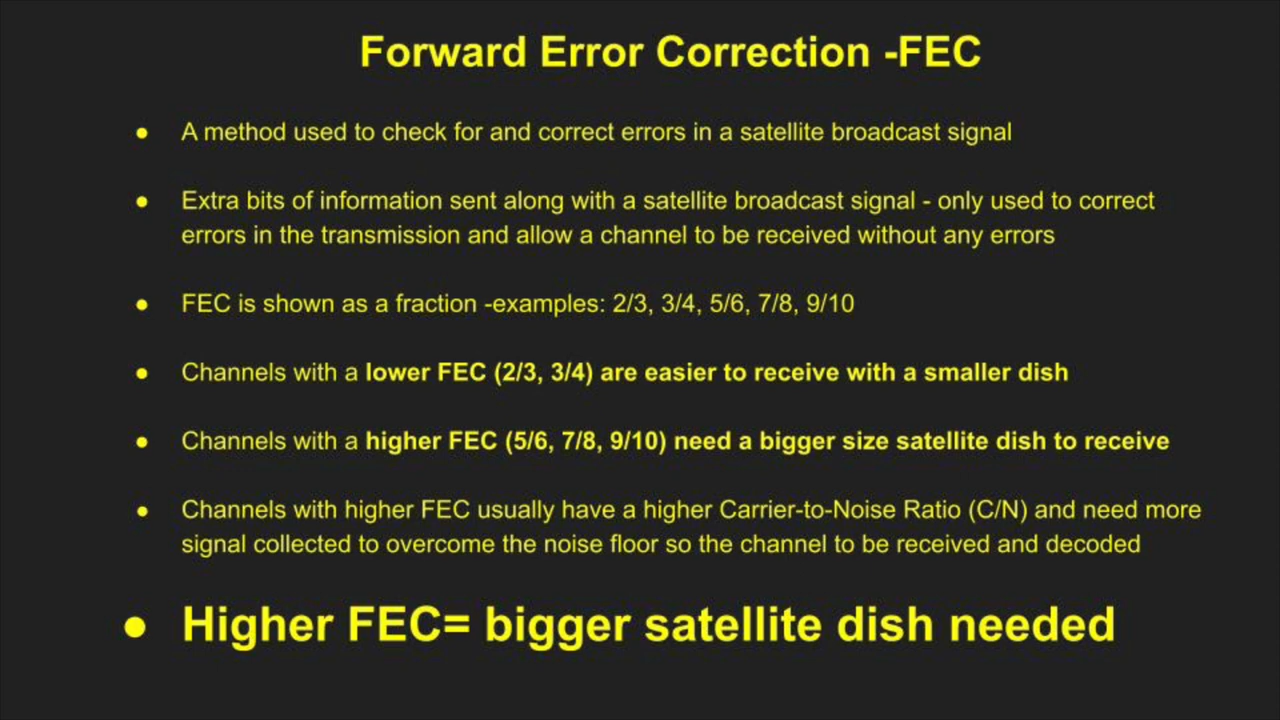 Forward Error Correction -FEC
● A method used to check for and correct errors in a satellite broadcast signal
● Extra bits of information sent along with a satellite broadcast signal - only used to correct
errors in the transmission and allow a channel to be received without any errors
● FEC is shown as a fraction -examples: 2/3, 3/4, 5/6, 7/8, 9/10
● Channels with a lower FEC (2/3, 3/4) are easier to receive with a smaller dish
● Channels with a higher FEC (5/6, 7/8, 9/10) need a bigger size satellite dish to receive
● Channels with higher FEC usually have a higher Carrier-to-Noise Ratio (C/N) and need more
signal collected to overcome the noise floor so the channel to be received and decoded
● Higher FEC= bigger satellite dish needed